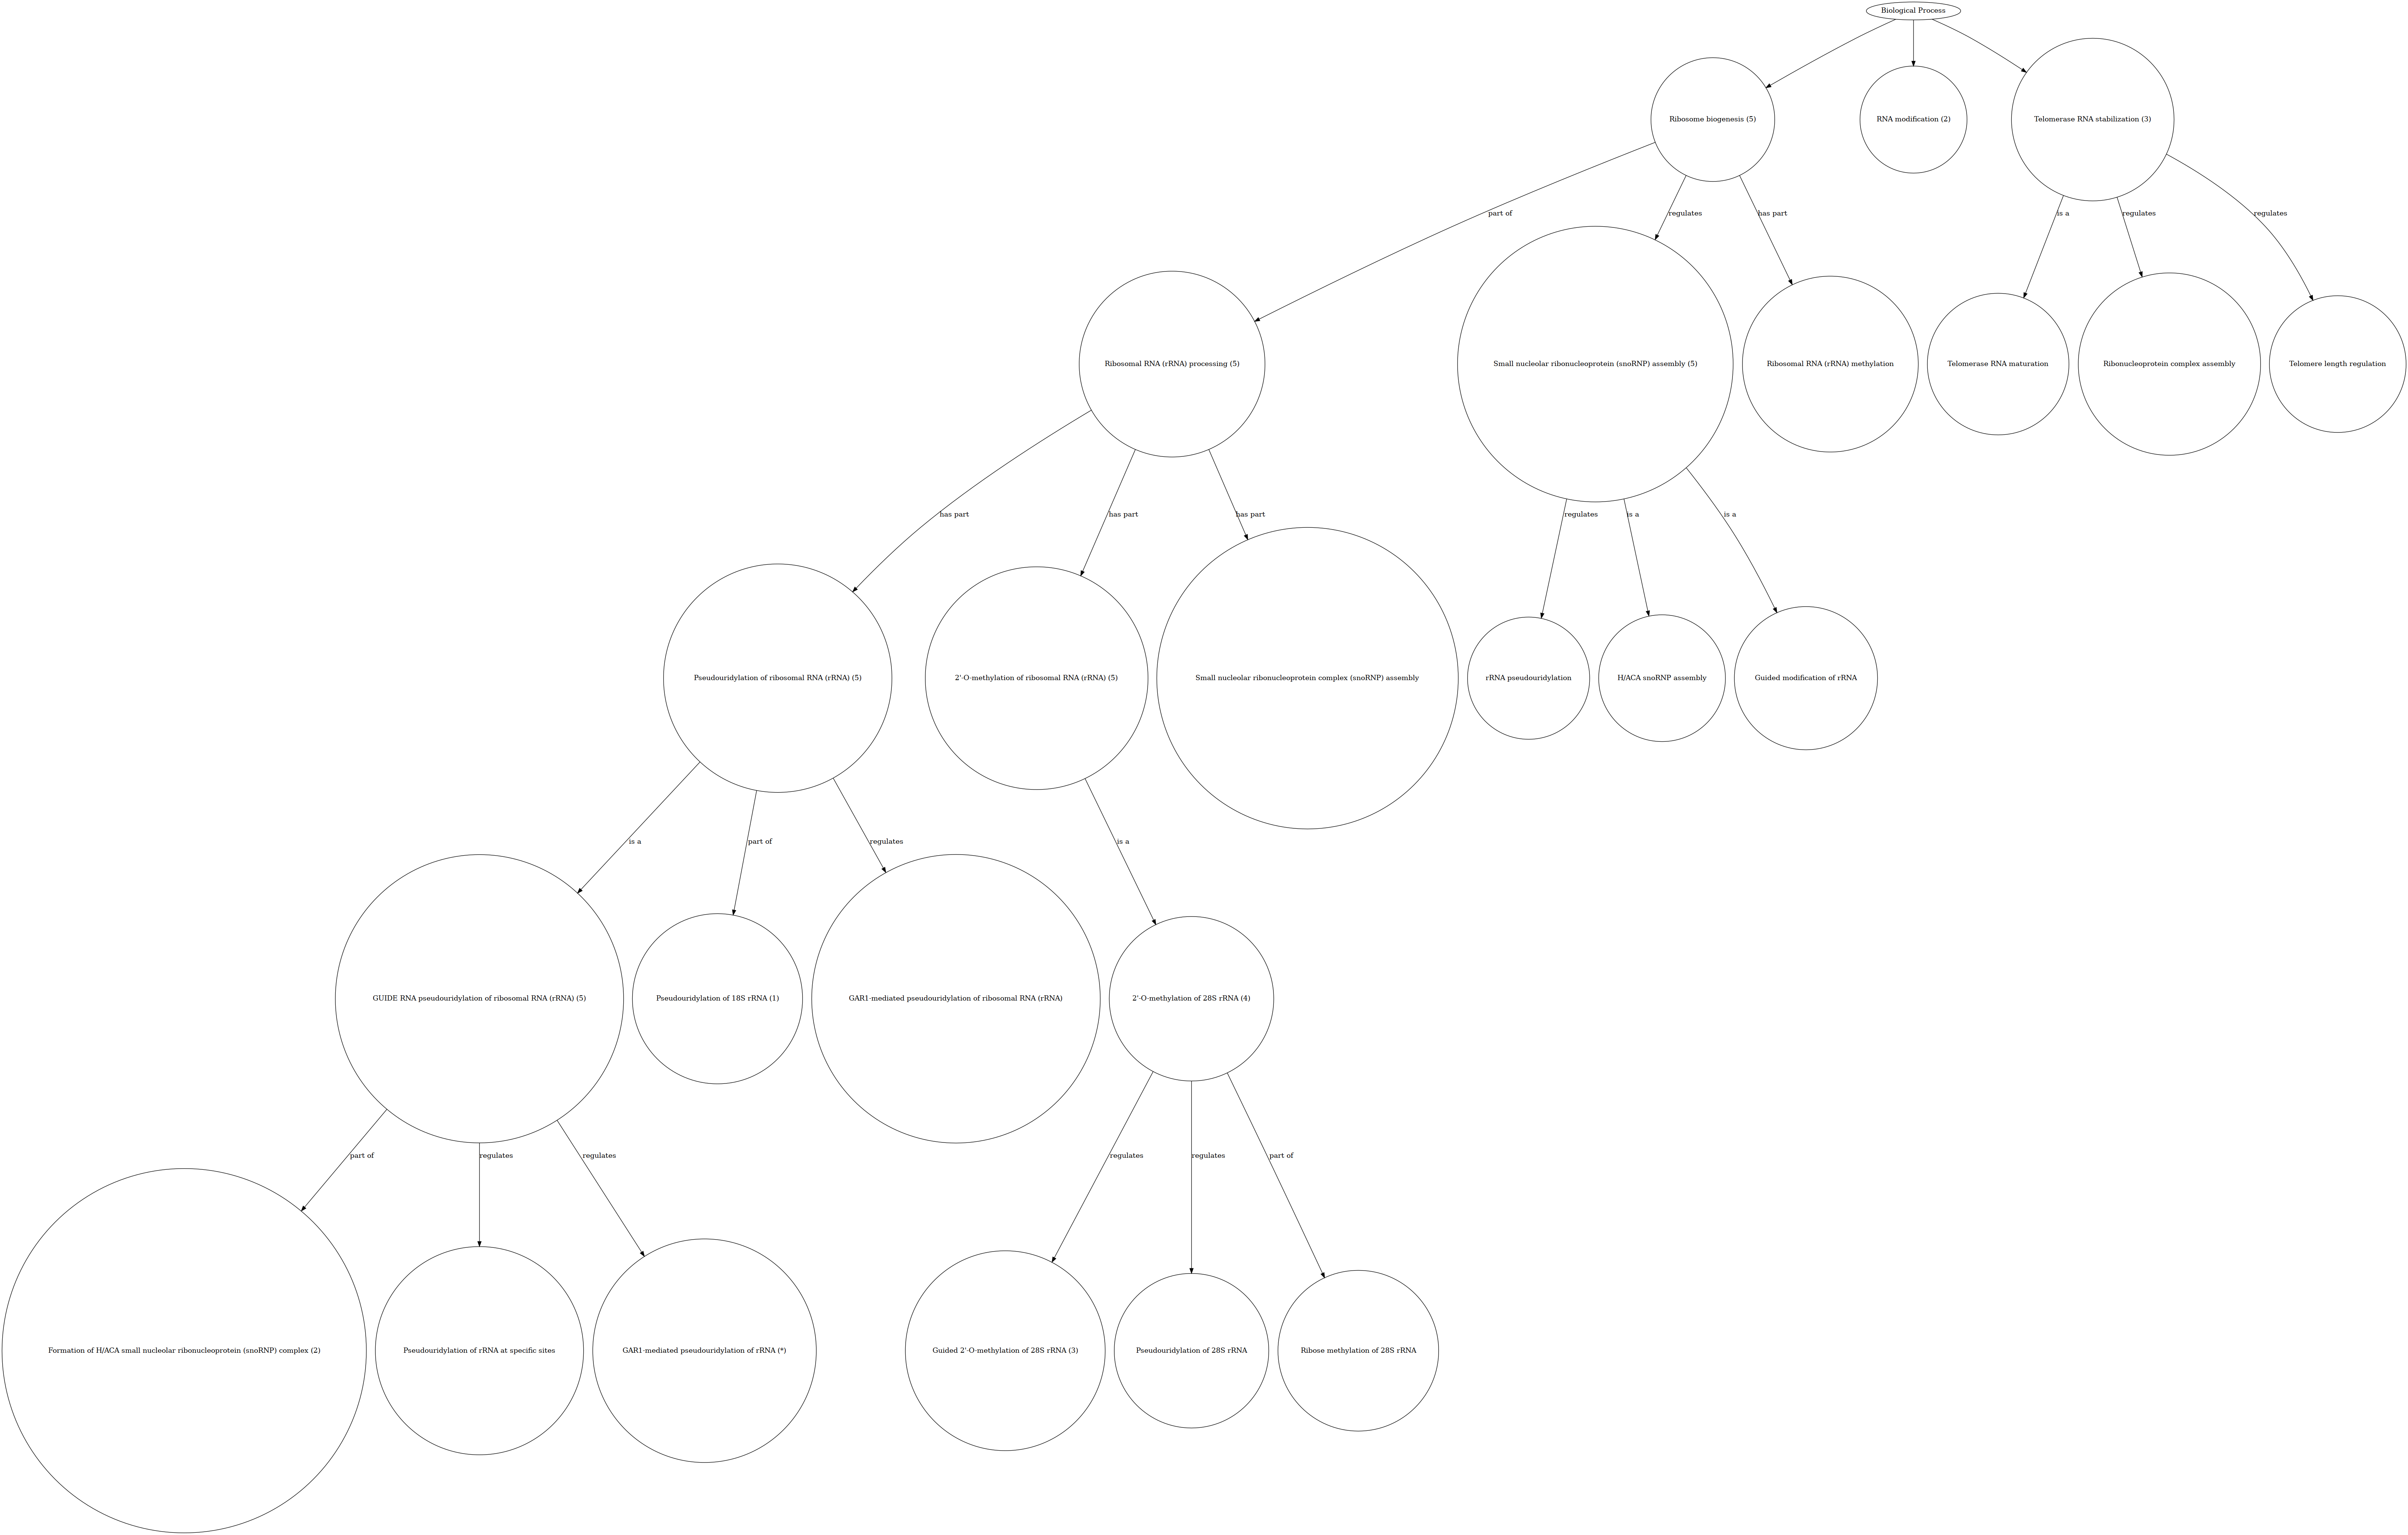 Biological Process
Ribosome biogenesis (5)
RNA modification (2)
Telomerase RNA stabilization (3)
part of
regulates
has part
is a
regulates
regulates
Ribosomal RNA (rRNA) processing (5)
Small nucleolar ribonucleoprotein (snoRNP) assembly (5)
Ribosomal RNA (rRNA) methylation
Telomerase RNA maturation
Ribonucleoprotein complex assembly
Telomere length regulation
has part
has part
has part
regulates
is a
is a
Pseudouridylation of ribosomal RNA (rRNA) (5)
2'-O-methylation of ribosomal RNA (rRNA) (5)
Small nucleolar ribonucleoprotein complex (snoRNP) assembly
rRNA pseudouridylation
H/ACA snoRNP assembly
Guided modification of rRNA
is a
part of
regulates
is a
GUIDE RNA pseudouridylation of ribosomal RNA (rRNA) (5)
Pseudouridylation of 18S rRNA (1)
GAR1-mediated pseudouridylation of ribosomal RNA (rRNA)
2'-O-methylation of 28S rRNA (4)
part of
regulates
regulates
regulates
regulates
part of
Formation of H/ACA small nucleolar ribonucleoprotein (snoRNP) complex (2)
Pseudouridylation of rRNA at specific sites
GAR1-mediated pseudouridylation of rRNA (*)
Guided 2'-O-methylation of 28S rRNA (3)
Pseudouridylation of 28S rRNA
Ribose methylation of 28S rRNA